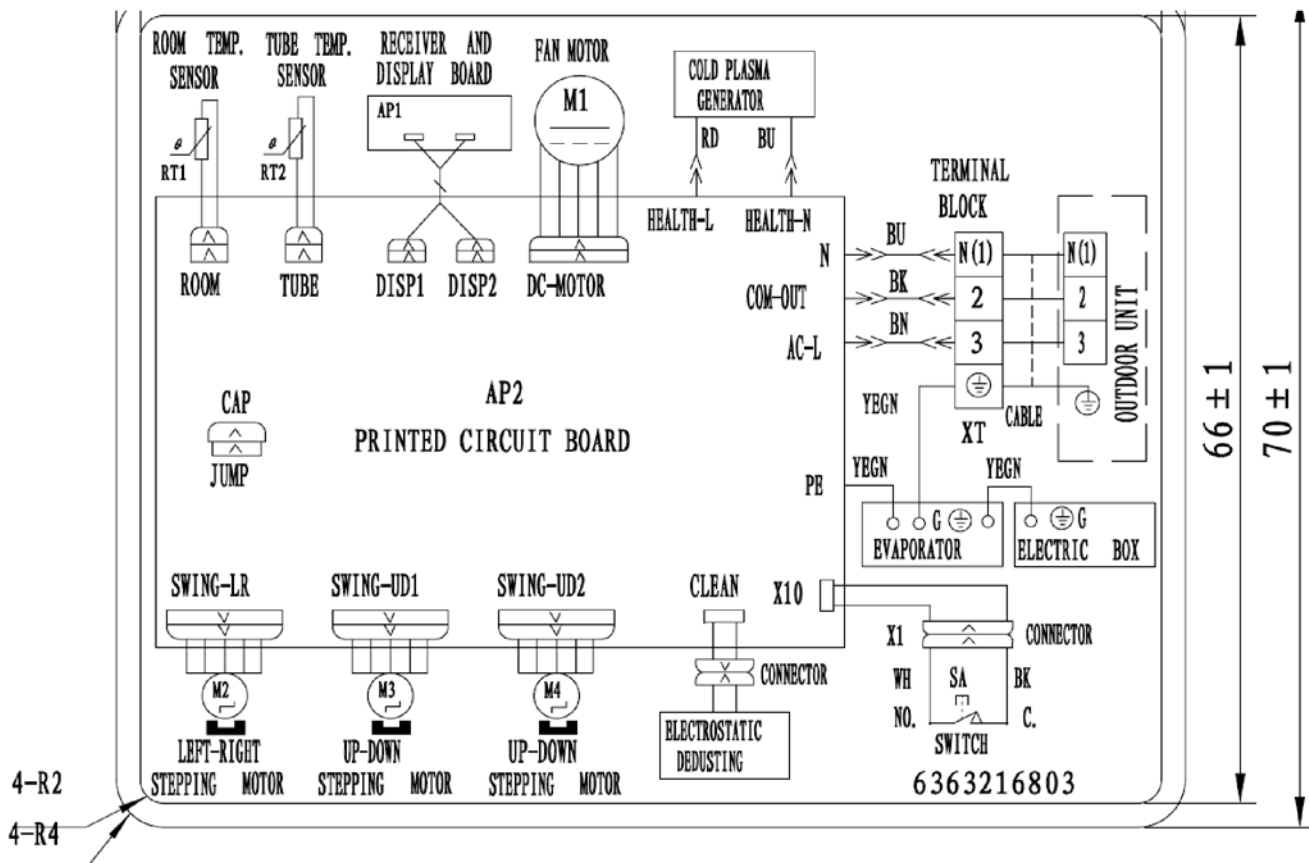 ROOM TEMP.
SENSOR
TUBE TEMP.
SENSOR
RECEIVER AND
DISPLAY BOARD
FAN MOTOR
COLD PLASMA
GENERATOR
AP1
M1
RD
BU
θ
RT1
θ
RT2
TERMINAL
BLOCK
HEALTH-L
HEALTH-N
ROOM
TUBE
DISP1
DISP2
DC-MOTOR
N
BU
N(1)
N(1)
COM-OUT
BK
2
2
AC-L
BN
3
3
OUTDOOR UNIT
YEGN
XT
CABLE
66±1
70±1
CAP
JUMP
AP2
PRINTED CIRCUIT BOARD
PE
YEGN
YEGN
G
EVAPORATOR
G
ELECTRIC BOX
SWING-LR
SWING-UD1
SWING-UD2
CLEAN
X10
X1
CONNECTOR
CONNECTOR
M2
M3
M4
WH
SA
BK
NO.
C.
SWITCH
LEFT-RIGHT
STEPPING MOTOR
UP-DOWN
STEPPING MOTOR
UP-DOWN
STEPPING MOTOR
ELECTROSTATIC
DEDUSTING
6363216803
4-R2
4-R4